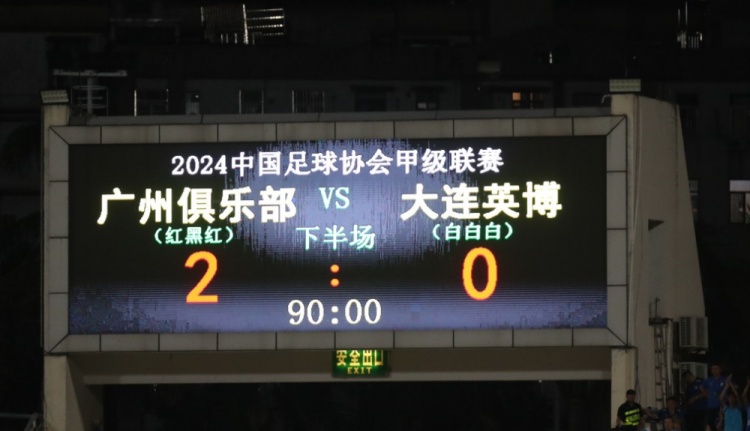 2024中国足球协会甲级联赛
广州俱乐部 VS 大连英博
(红黑红) 下半场 (白白白)
2 : 0
90:00
安全出口
EXIT